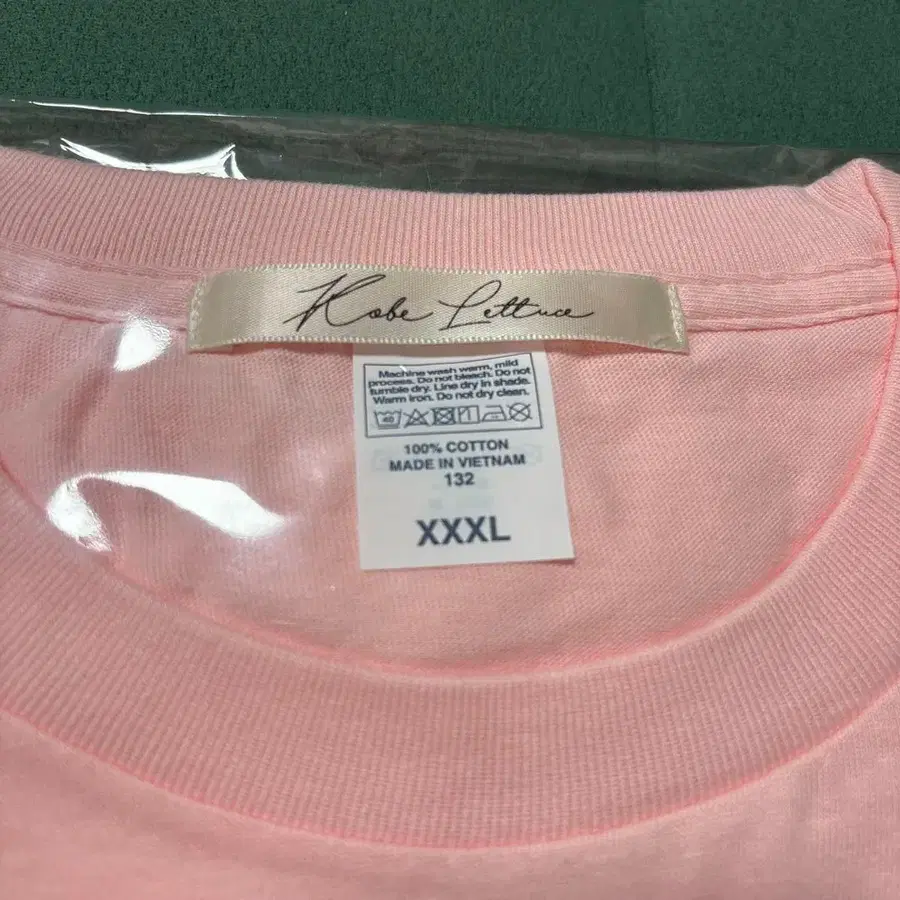 Kobe Lettuce
Machine wash warm, mild
process. Do not bleach. Do not
tumble dry. Line dry in shade.
Warm iron. Do not dry clean.
40
100% COTTON
MADE IN VIETNAM
132
XXXL